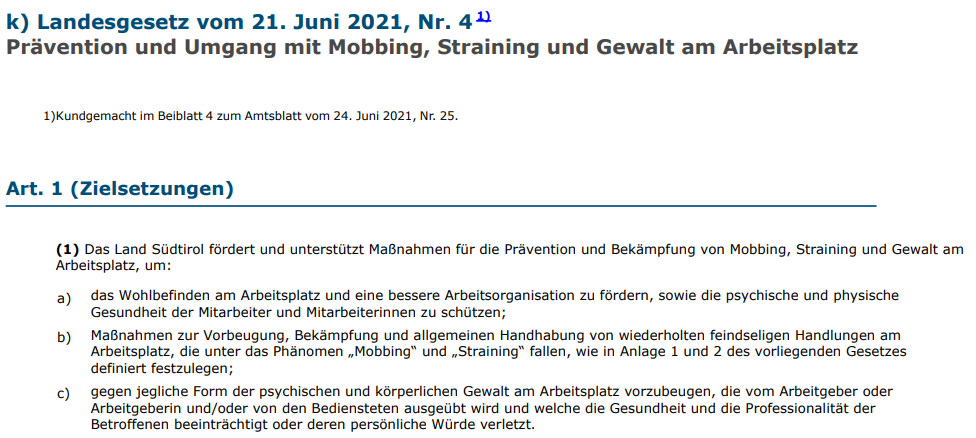 k) Landesgesetz vom 21. Juni 2021, Nr. 4 1)
Prävention und Umgang mit Mobbing, Straining und Gewalt am Arbeitsplatz
1)Kundgemacht im Beiblatt 4 zum Amtsblatt vom 24. Juni 2021, Nr. 25.
Art. 1 (Zielsetzungen)
(1) Das Land Südtirol fördert und unterstützt Maßnahmen für die Prävention und Bekämpfung von Mobbing, Straining und Gewalt am
Arbeitsplatz, um:
a) das Wohlbefinden am Arbeitsplatz und eine bessere Arbeitsorganisation zu fördern, sowie die psychische und physische
Gesundheit der Mitarbeiter und Mitarbeiterinnen zu schützen;
b) Maßnahmen zur Vorbeugung, Bekämpfung und allgemeinen Handhabung von wiederholten feindseligen Handlungen am
Arbeitsplatz, die unter das Phänomen „Mobbing“ und „Straining“ fallen, wie in Anlage 1 und 2 des vorliegenden Gesetzes
definiert festzulegen;
c) gegen jegliche Form der psychischen und körperlichen Gewalt am Arbeitsplatz vorzubeugen, die vom Arbeitgeber oder
Arbeitgeberin und/oder von den Bediensteten ausgeübt wird und welche die Gesundheit und die Professionalität der
Betroffenen beeinträchtigt oder deren persönliche Würde verletzt.